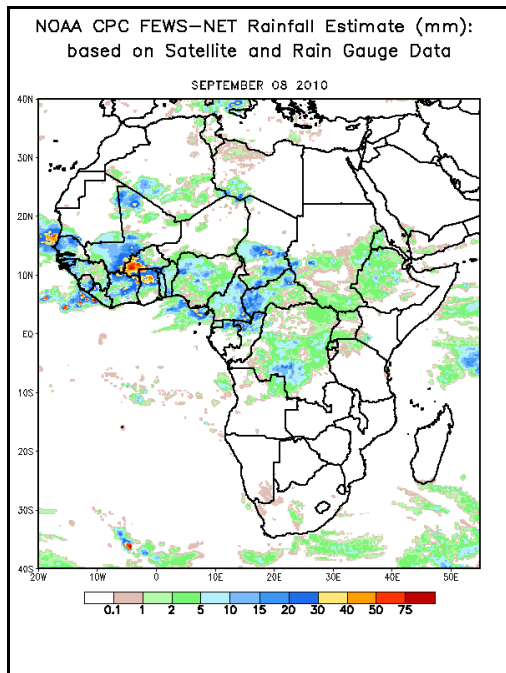 NOAA CPC FEWS-NET Rainfall Estimate (mm):
based on Satellite and Rain Gauge Data
SEPTEMBER 08 2010
40N
30N
20N
10N
EQ
10S
20S
30S
40S
20W 10W 0 10E 20E 30E 40E 50E
0.1 1 2 5 10 15 20 30 40 50 75